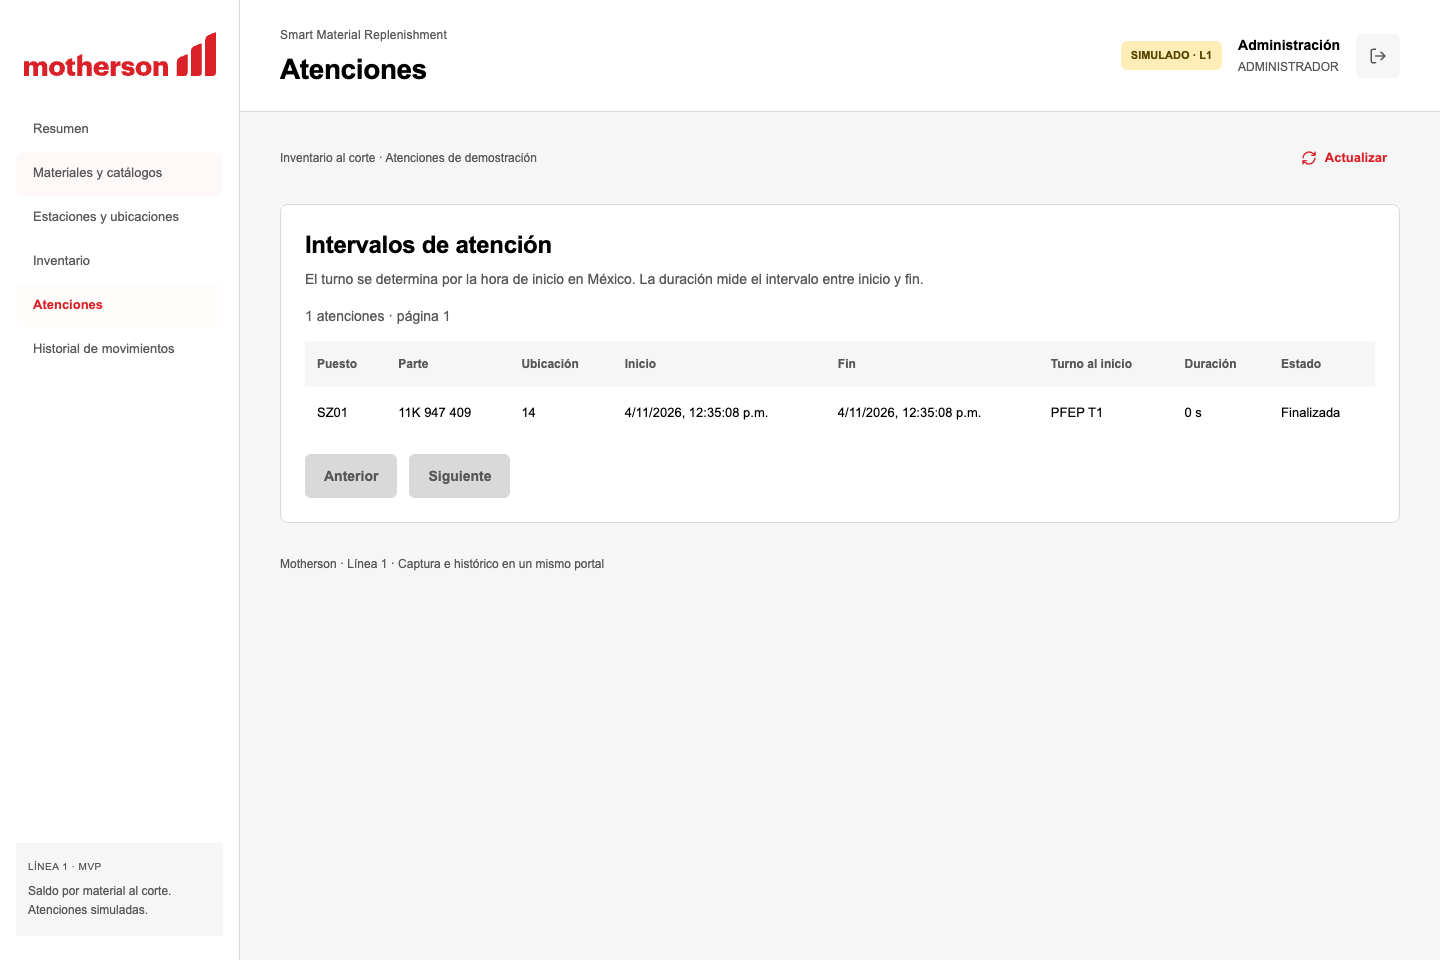 motherson
Resumen
Materiales y catálogos
Estaciones y ubicaciones
Inventario
Atenciones
Historial de movimientos
LÍNEA 1 · MVP
Saldo por material al corte.
Atenciones simuladas.
Smart Material Replenishment
Atenciones
SIMULADO · L1
Administración
ADMINISTRADOR
Inventario al corte · Atenciones de demostración
Actualizar
Intervalos de atención
El turno se determina por la hora de inicio en México. La duración mide el intervalo entre inicio y fin.
1 atenciones · página 1
Puesto Parte Ubicación Inicio Fin Turno al inicio Duración Estado
SZ01 11K 947 409 14 4/11/2026, 12:35:08 p.m. 4/11/2026, 12:35:08 p.m. PFEP T1 0 s Finalizada
Anterior Siguiente
Motherson · Línea 1 · Captura e histórico en un mismo portal